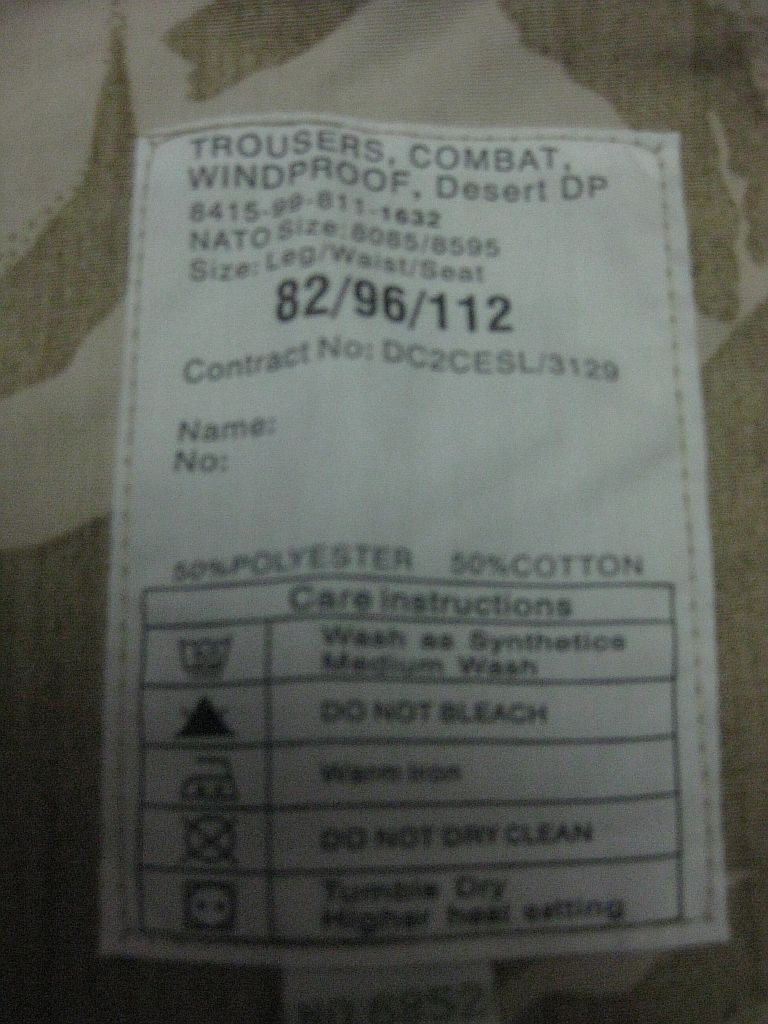 TROUSERS, COMBAT,
WINDPROOF, Desert DP
8415-99-811-1632
NATO Size: 8085/8595
Size: Leg/Waist/Seat
82/96/112
Contract No: DC2CESL/3129
Name:
No:
50%POLYESTER 50%COTTON
Care instructions
Wash as Synthetics
Medium Wash
DO NOT BLEACH
Warm iron
DO NOT DRY CLEAN
Tumble Dry
Higher heat setting